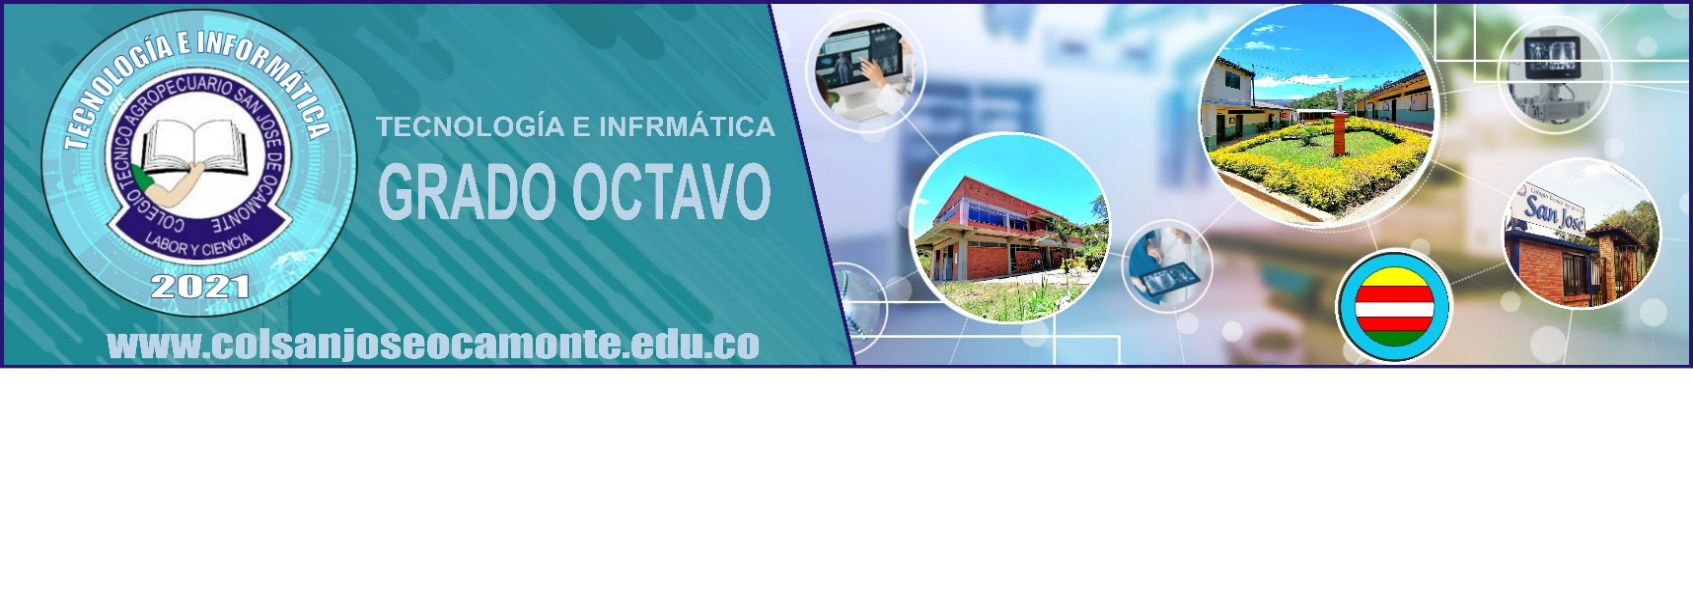 TECNOLOGÍA E INFORMÁTICA
COLEGIO TECNICO AGROPECUARIO SAN JOSE DE OCAMONTE
LABOR Y CIENCIA
2021
TECNOLOGÍA E INFRMÁTICA
GRADO OCTAVO
www.colsanjoseocamonte.edu.co
San José